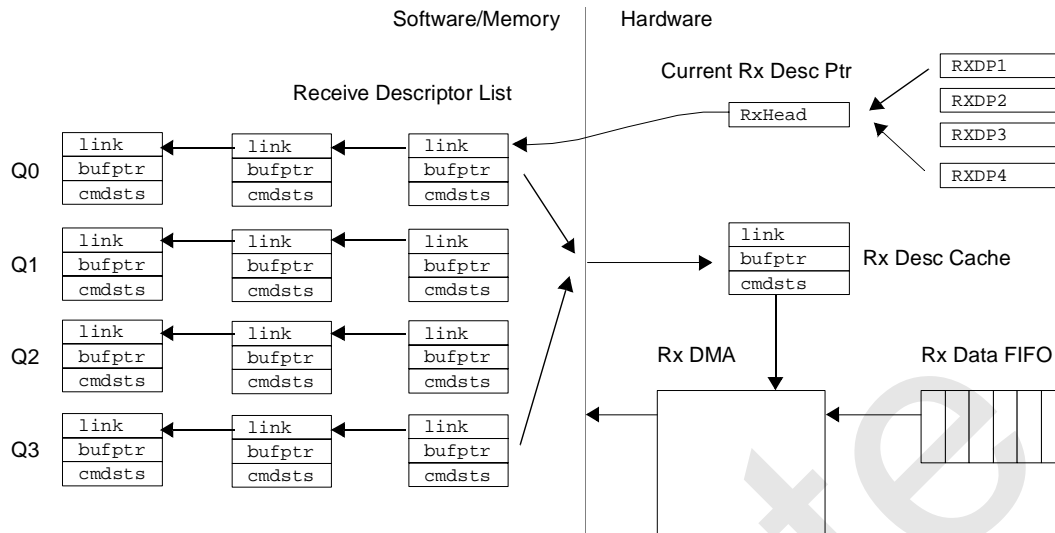 Software/Memory Hardware
Current Rx Desc Ptr
RXDP1
RXDP2
RXDP3
RXDP4
RxHead
Receive Descriptor List
Q0
link link link
bufptr bufptr bufptr
cmdsts cmdsts cmdsts
Q1
link link link
bufptr bufptr bufptr
cmdsts cmdsts cmdsts
link
bufptr
cmdsts
Rx Desc Cache
Q2
link link link
bufptr bufptr bufptr
cmdsts cmdsts cmdsts
Rx DMA
Rx Data FIFO
Q3
link link link
bufptr bufptr bufptr
cmdsts cmdsts cmdsts
te